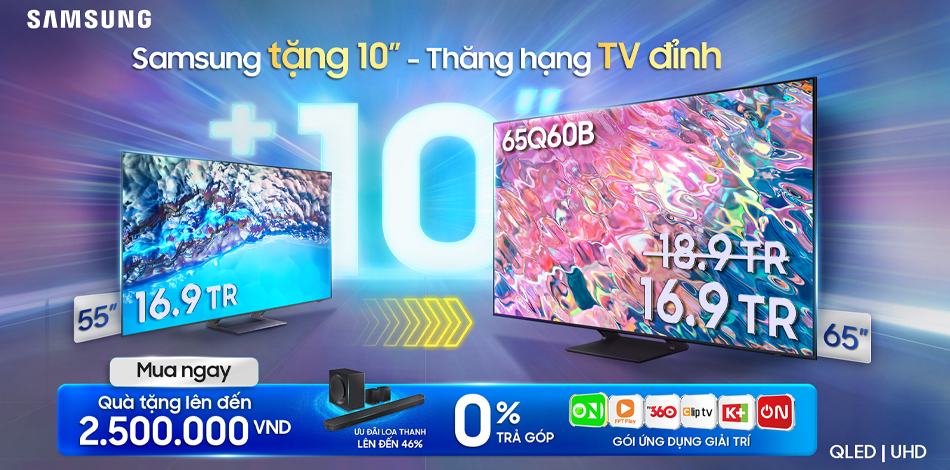 SAMSUNG
Samsung tặng 10” - Thăng hạng TV đỉnh
+10”
65Q60B
18.9 TR
16.9 TR
65”
16.9 TR
55”
Mua ngay
Quà tặng lên đến
2.500.000 VND
ƯU ĐÃI LOA THANH
LÊN ĐẾN 46%
0%
TRẢ GÓP
ON
FPT Play
360
Clip tv
K+
ON
GÓI ỨNG DỤNG GIẢI TRÍ
QLED | UHD